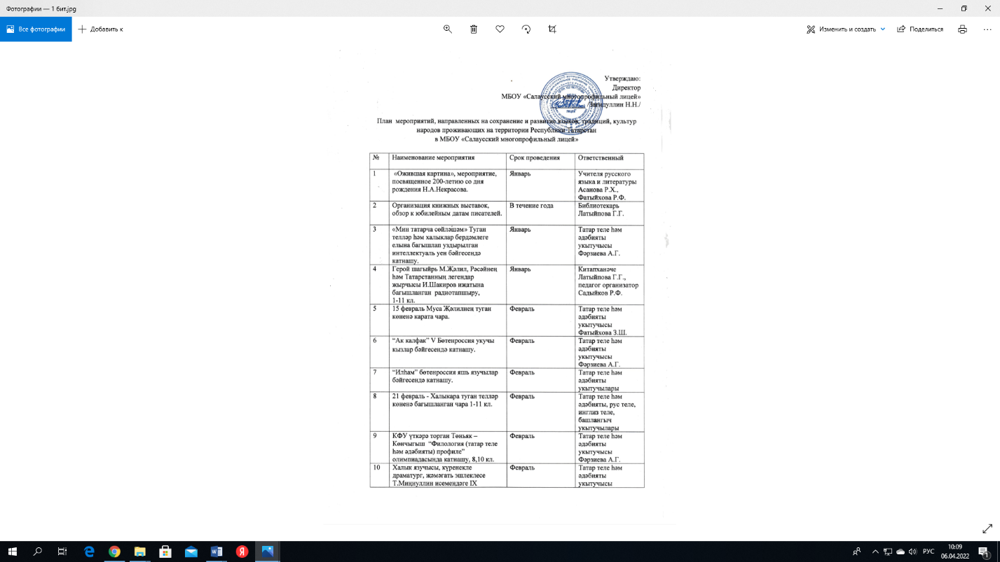 Фотографии — 1 бит.jpg
Все фотографии
Добавить к
Изменить и создать
Поделиться
Утверждаю:
Директор
МБОУ «Салаусский многопрофильный лицей»
/Загидуллин Н.Н./
План мероприятий, направленных на сохранение и развитие языков, традиций, культур
народов проживающих на территории Республики Татарстан
в МБОУ «Салаусский многопрофильный лицей»
№ Наименование мероприятия Срок проведения Ответственный
1 «Ожившая картина», мероприятие, Январь Учителя русского
посвященное 200-летию со дня языка и литературы
рождения Н.А.Некрасова. Асанова Р.Х.,
Фатыйхова Р.Ф.
2 Организация книжных выставок, В течение года Библиотекарь
обзор к юбилейным датам писателей. Латыйпова Г.Г.
3 «Мин татарча сөйләшәм» Туган Январь Татар теле һәм
телләр һәм халыклар бердәмлеге әдәбияты
елына багышлап уздырылган укытучысы
интеллектуаль уен бәйгесендә Фәрзиева А.Г.
катнашу.
4 Герой шагыйрь М.Җәлил, Рәсәйнең Январь Китапханәче
һәм Татарстанның легендар Латыйпова Г.Г.,
җырчысы И.Шакиров иҗатына педагог организатор
багышланган радиотапшыру, Садыйков Р.Ф.
1-11 кл.
5 15 февраль Муса Җәлилнең туган Февраль Татар теле һәм
көненә карата чара. әдәбияты
укытучысы
Фатыйхова З.Ш.
6 “Ак калфак” V Бөтенроссия укучы Февраль Татар теле һәм
кызлар бәйгесендә катнашу. әдәбияты
укытучысы
Фәрзиева А.Г.
7 “Илһам” бөтенроссия яшь язучылар Февраль Татар теле һәм
бәйгесендә катнашу. әдәбияты
укытучылары
8 21 февраль - Халыкара туган телләр Февраль Татар теле һәм
көненә багышланган чара 1-11 кл. әдәбияты, рус теле,
инглиз теле,
башлангыч
укытучылары
9 КФУ үткәрә торган Төньяк – Февраль Татар теле һәм
Көнчыгыш “Филология (татар теле әдәбияты
һәм әдәбияты) профиле” укытучысы
олимпиадасында катнашу, 8,10 кл. Фәрзиева А.Г.
10 Халык язучысы, күренекле Февраль Татар теле һәм
драматург, җәмәгать эшлеклесе әдәбияты
Т.Миңнуллин исемендәге IX укытучысы
РУС
10:09
06.04.2022